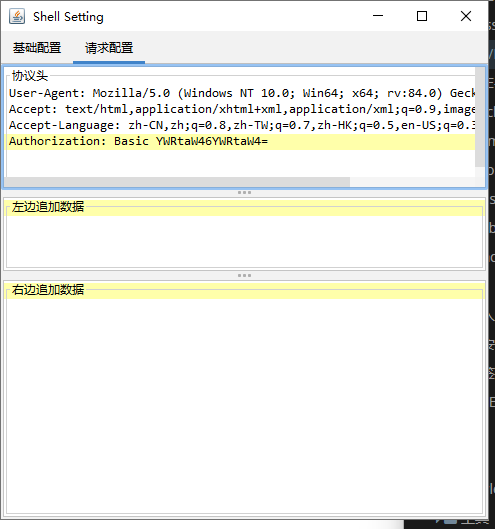 Shell Setting
基础配置 请求配置
协议头
User-Agent: Mozilla/5.0 (Windows NT 10.0; Win64; x64; rv:84.0) Geck
Accept: text/html,application/xhtml+xml,application/xml;q=0.9,image
Accept-Language: zh-CN,zh;q=0.8,zh-TW;q=0.7,zh-HK;q=0.5,en-US;q=0.3
Authorization: Basic YWRtaW46YWRtaW4=
左边追加数据
右边追加数据